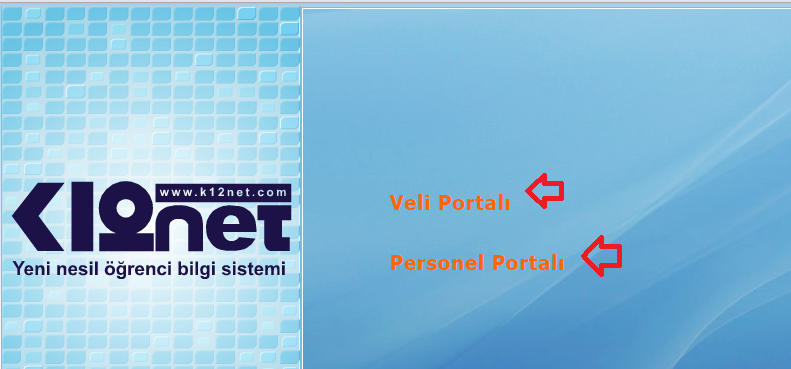 www.k12net.com
K12net
Yeni nesil öğrenci bilgi sistemi
Veli Portalı
Personel Portalı